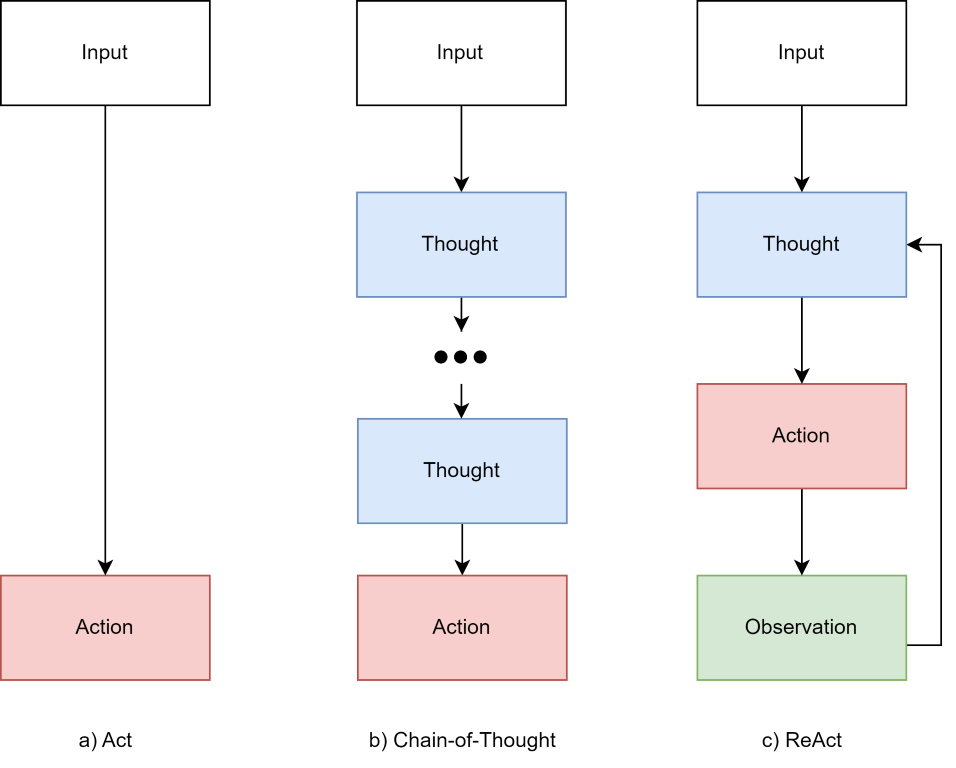 Input
Action
a) Act
Input
Thought
Thought
Action
b) Chain-of-Thought
Input
Thought
Action
Observation
c) ReAct